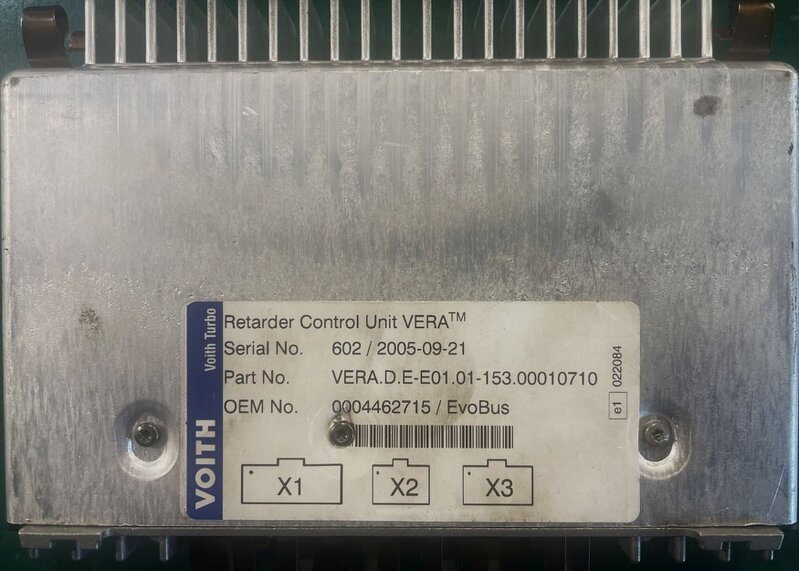 Voith Turbo
VOITH
Retarder Control Unit VERA™
Serial No. 602 / 2005-09-21
Part No. VERA.D.E-E01.01-153.00010710
OEM No. 0004462715 / EvoBus
e1 022084
X1 X2 X3